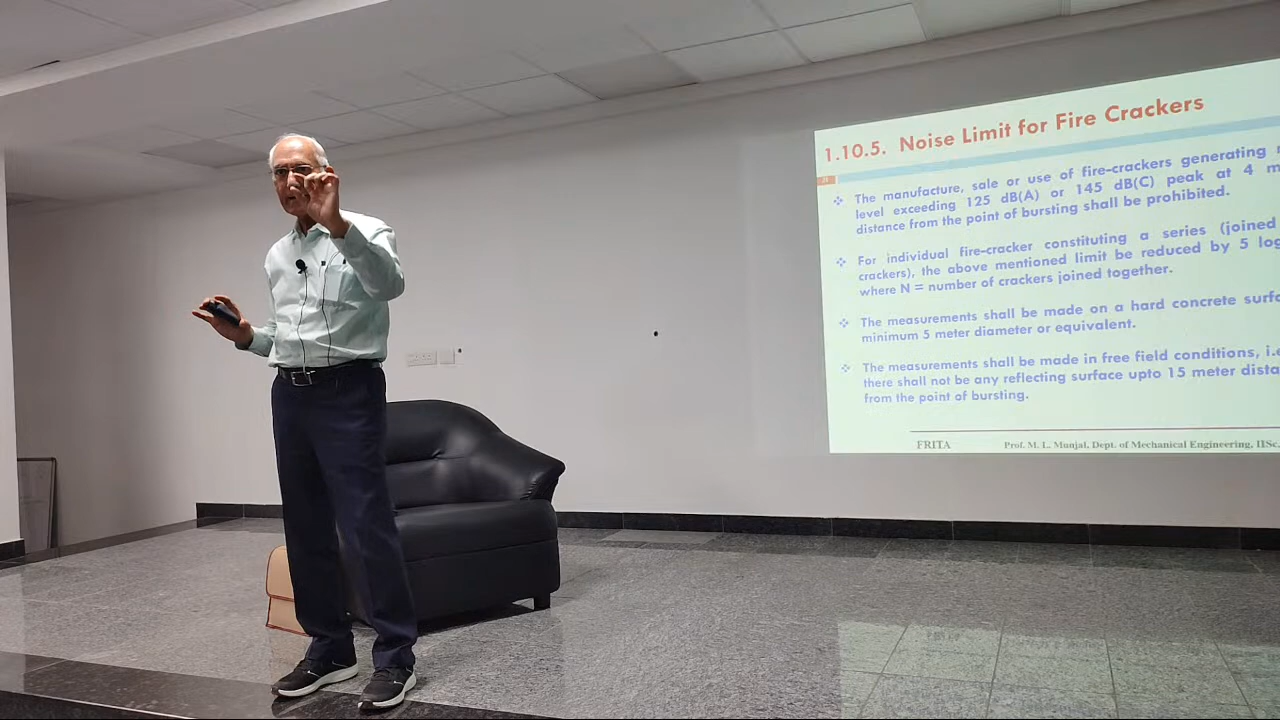 1.10.5. Noise Limit for Fire Crackers
The manufacture, sale or use of fire-crackers generating
level exceeding 125 dB(A) or 145 dB(C) peak at 4
distance from the point of bursting shall be prohibited.
For individual fire-cracker constituting a series (joined
crackers), the above mentioned limit be reduced by 5
where N = number of crackers joined together.
The measurements shall be made on a hard concrete
minimum 5 meter diameter or equivalent.
The measurements shall be made in free field conditions, i.e
there shall not be any reflecting surface upto 15 meter
from the point of bursting.
FRITA Prof. M. L. Munjal, Dept. of Mechanical Engineering, IISc.